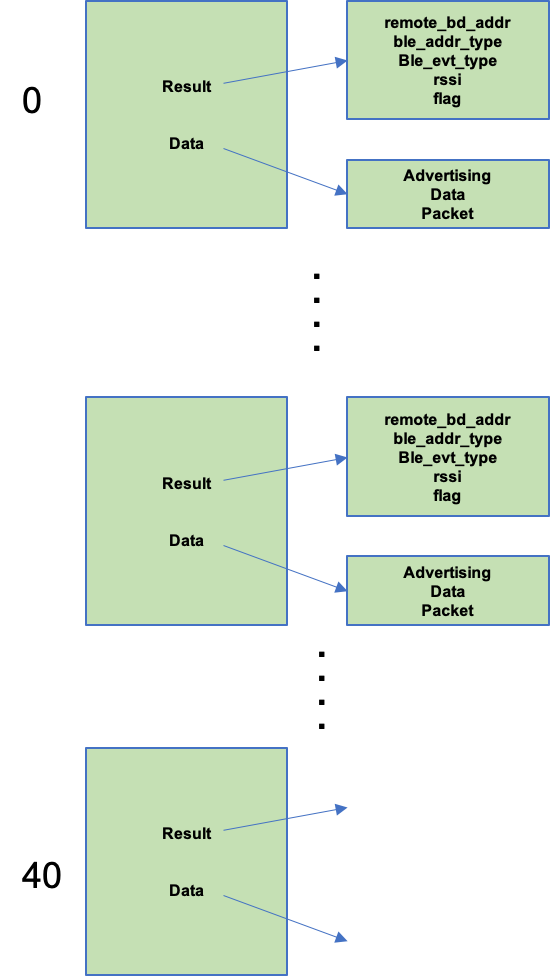 0
Result
Data
remote_bd_addr
ble_addr_type
Ble_evt_type
rssi
flag
Advertising
Data
Packet
Result
Data
remote_bd_addr
ble_addr_type
Ble_evt_type
rssi
flag
Advertising
Data
Packet
40
Result
Data